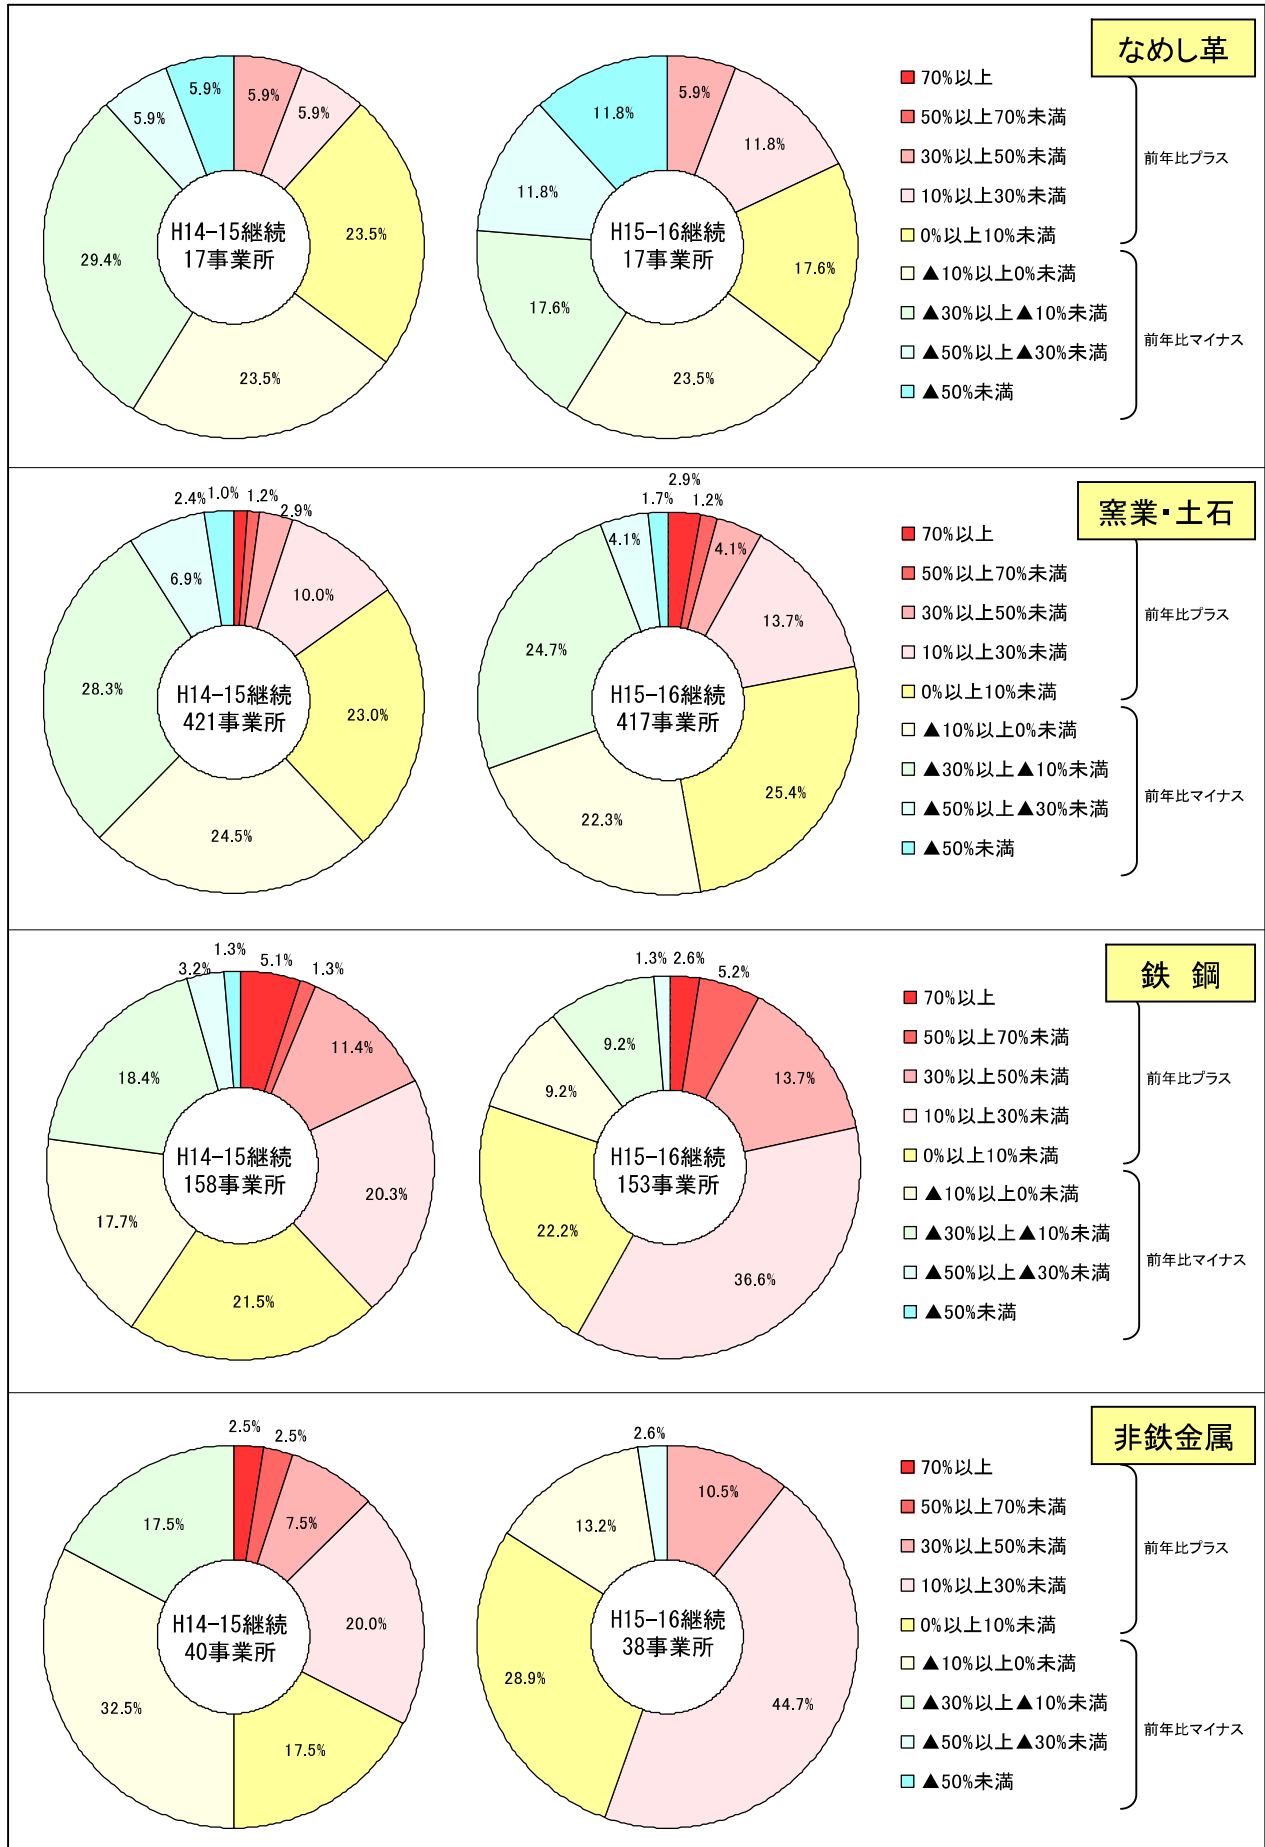 なめし革
5.9%
5.9%
23.5%
23.5%
29.4%
5.9%
5.9%
H14-15継続
17事業所
5.9%
11.8%
17.6%
23.5%
17.6%
11.8%
11.8%
H15-16継続
17事業所
70%以上
50%以上70%未満
30%以上50%未満
10%以上30%未満
0%以上10%未満
▲10%以上0%未満
▲30%以上▲10%未満
▲50%以上▲30%未満
▲50%未満
前年比プラス
前年比マイナス
窯業・土石
1.0%
1.2%
2.9%
10.0%
23.0%
24.5%
28.3%
6.9%
2.4%
H14-15継続
421事業所
2.9%
1.2%
4.1%
13.7%
25.4%
22.3%
24.7%
4.1%
1.7%
H15-16継続
417事業所
70%以上
50%以上70%未満
30%以上50%未満
10%以上30%未満
0%以上10%未満
▲10%以上0%未満
▲30%以上▲10%未満
▲50%以上▲30%未満
▲50%未満
前年比プラス
前年比マイナス
鉄 鋼
5.1%
1.3%
11.4%
20.3%
21.5%
17.7%
18.4%
3.2%
1.3%
H14-15継続
158事業所
2.6%
5.2%
13.7%
36.6%
22.2%
9.2%
9.2%
1.3%
H15-16継続
153事業所
70%以上
50%以上70%未満
30%以上50%未満
10%以上30%未満
0%以上10%未満
▲10%以上0%未満
▲30%以上▲10%未満
▲50%以上▲30%未満
▲50%未満
前年比プラス
前年比マイナス
非鉄金属
2.5%
2.5%
7.5%
20.0%
17.5%
32.5%
17.5%
H14-15継続
40事業所
10.5%
44.7%
28.9%
13.2%
2.6%
H15-16継続
38事業所
70%以上
50%以上70%未満
30%以上50%未満
10%以上30%未満
0%以上10%未満
▲10%以上0%未満
▲30%以上▲10%未満
▲50%以上▲30%未満
▲50%未満
前年比プラス
前年比マイナス